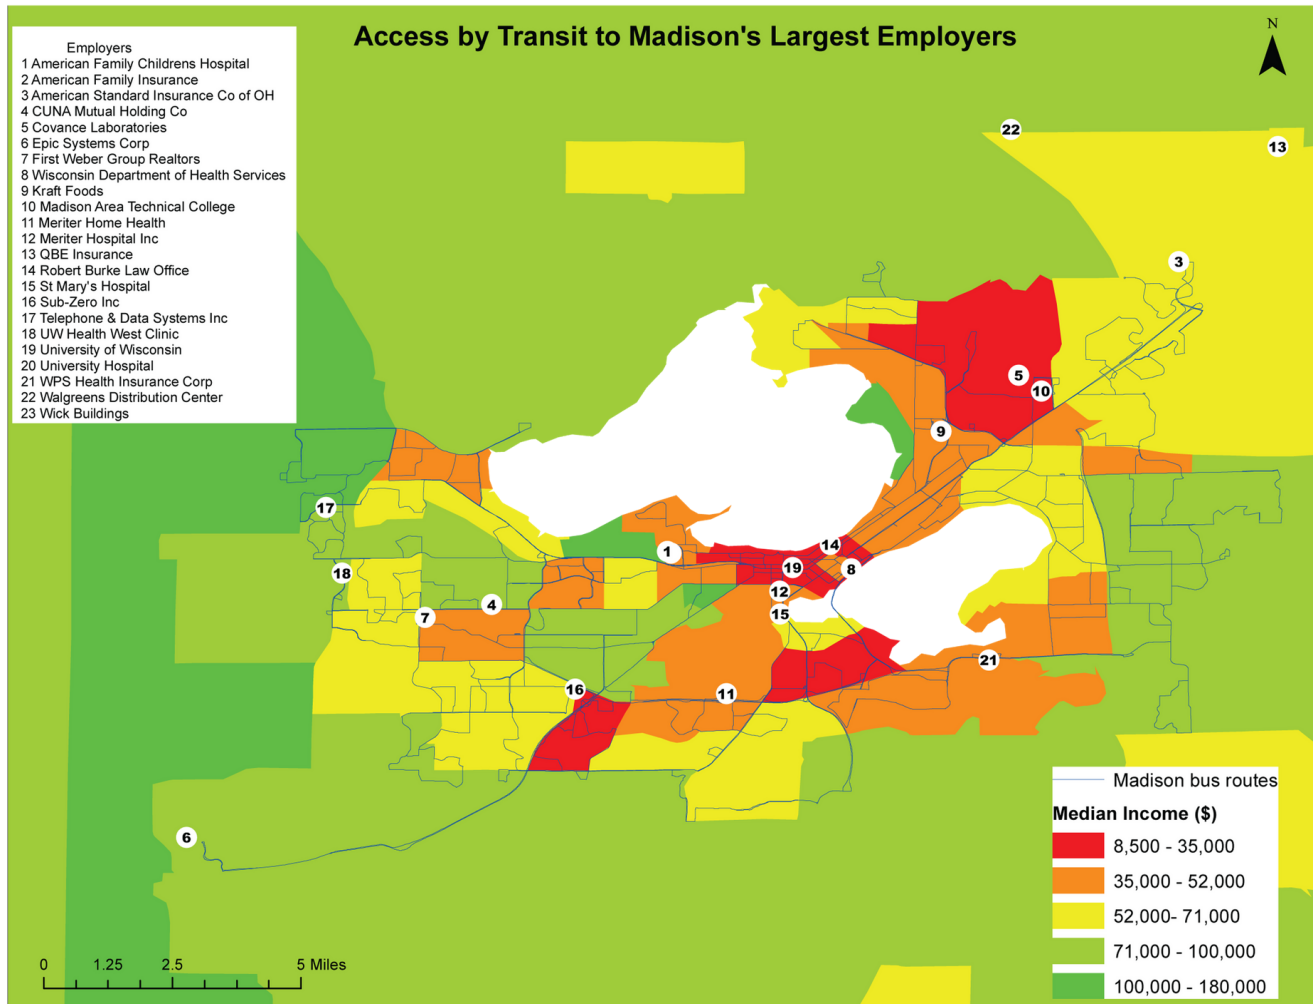 Access by Transit to Madison's Largest Employers
N
Employers
1 American Family Childrens Hospital
2 American Family Insurance
3 American Standard Insurance Co of OH
4 CUNA Mutual Holding Co
5 Covance Laboratories
6 Epic Systems Corp
7 First Weber Group Realtors
8 Wisconsin Department of Health Services
9 Kraft Foods
10 Madison Area Technical College
11 Meriter Home Health
12 Meriter Hospital Inc
13 QBE Insurance
14 Robert Burke Law Office
15 St Mary's Hospital
16 Sub-Zero Inc
17 Telephone & Data Systems Inc
18 UW Health West Clinic
19 University of Wisconsin
20 University Hospital
21 WPS Health Insurance Corp
22 Walgreens Distribution Center
23 Wick Buildings
22
13
3
5
10
9
17
14
1
19
8
18
12
4
15
7
21
16
11
6
Madison bus routes
Median Income ($)
8,500 - 35,000
35,000 - 52,000
52,000- 71,000
71,000 - 100,000
100,000 - 180,000
0 1.25 2.5 5 Miles